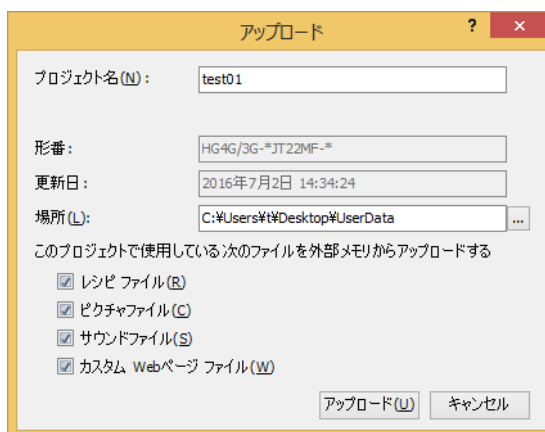 アップロード ? ×
プロジェクト名(N): test01
形番: HG4G/3G-*JT22MF-*
更新日: 2016年7月2日 14:34:24
場所(L): C:¥Users¥t¥Desktop¥UserData ...
このプロジェクトで使用している次のファイルを外部メモリからアップロードする
レシピ ファイル(R)
ピクチャファイル(C)
サウンドファイル(S)
カスタム Webページ ファイル(W)
アップロード(U) キャンセル